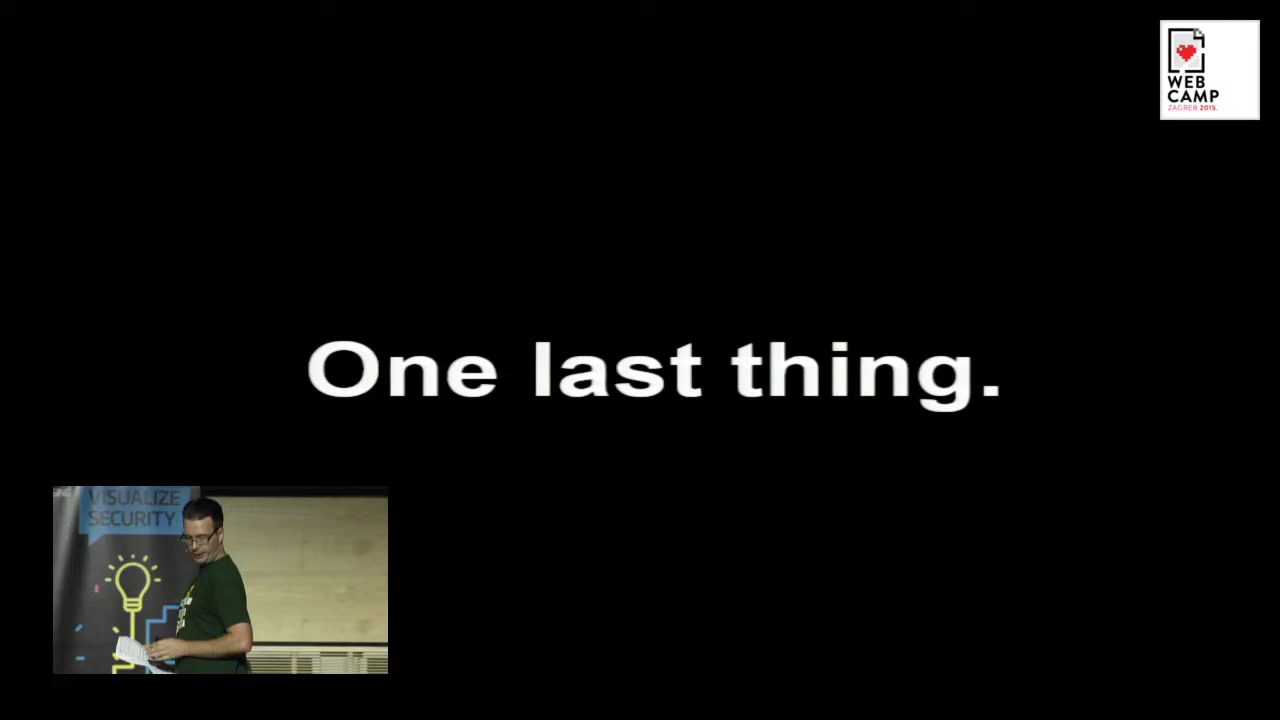 WEB
CAMP
ZAGREB 2015.
One last thing.
VISUALIZE
SECURITY